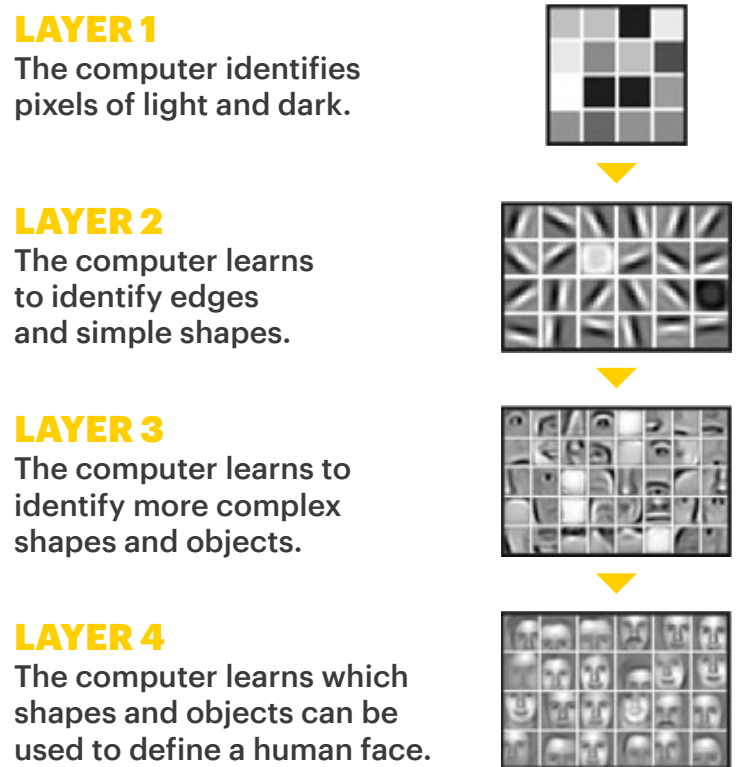 LAYER 1
The computer identifies
pixels of light and dark.
LAYER 2
The computer learns
to identify edges
and simple shapes.
LAYER 3
The computer learns to
identify more complex
shapes and objects.
LAYER 4
The computer learns which
shapes and objects can be
used to define a human face.